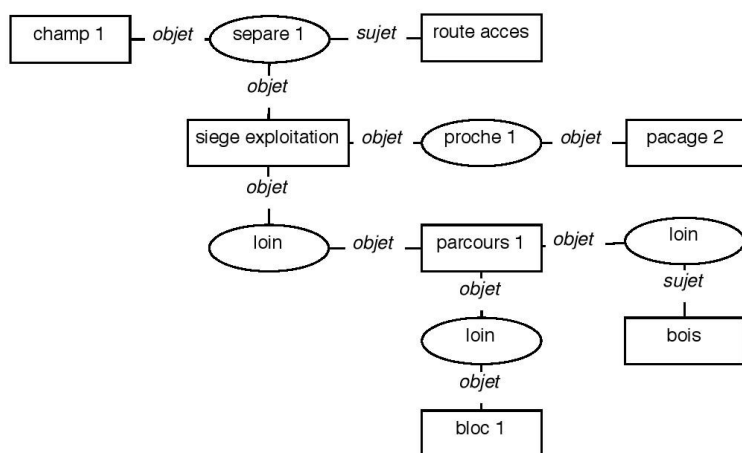 champ 1 objet separe 1 sujet route acces
objet
siege exploitation objet proche 1 objet pacage 2
objet
loin objet parcours 1 objet loin
objet sujet
loin bois
objet
bloc 1